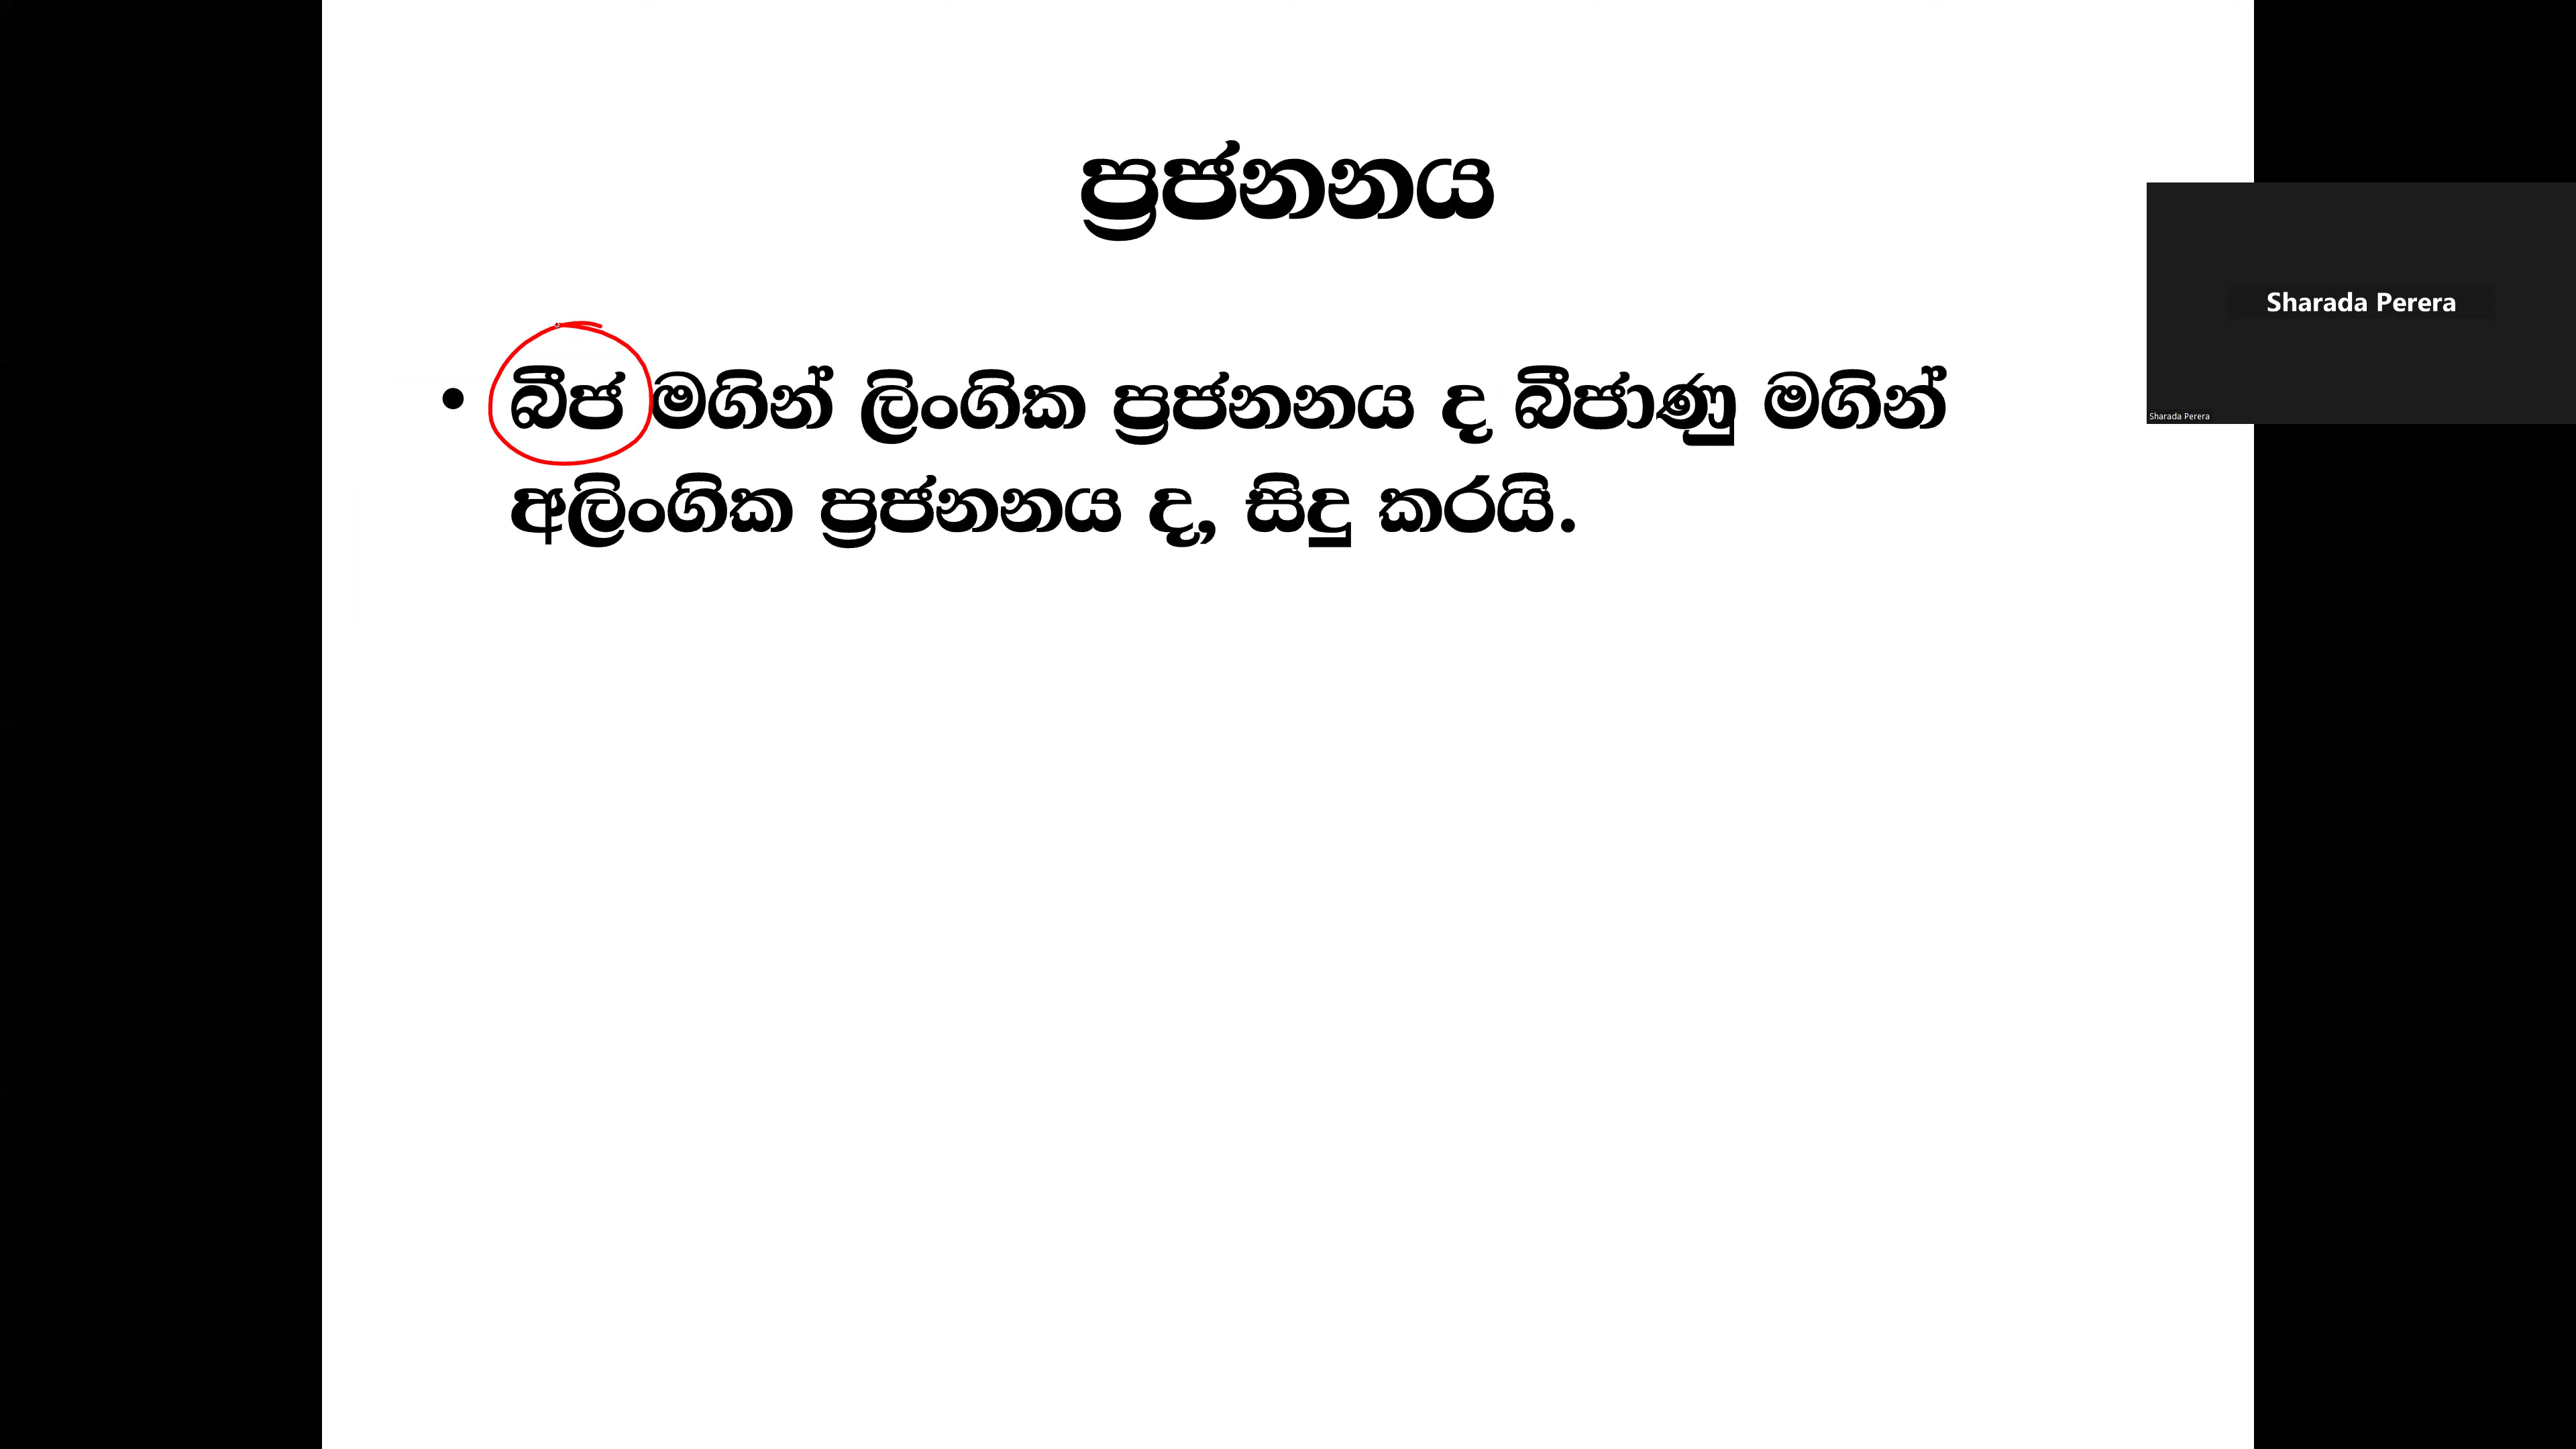 ප්‍රජනනය
• බීජ මගින් ලිංගික ප්‍රජනනය ද බීජාණු මගින්
අලිංගික ප්‍රජනනය ද, සිදු කරයි.
Sharada Perera
Sharada Perera